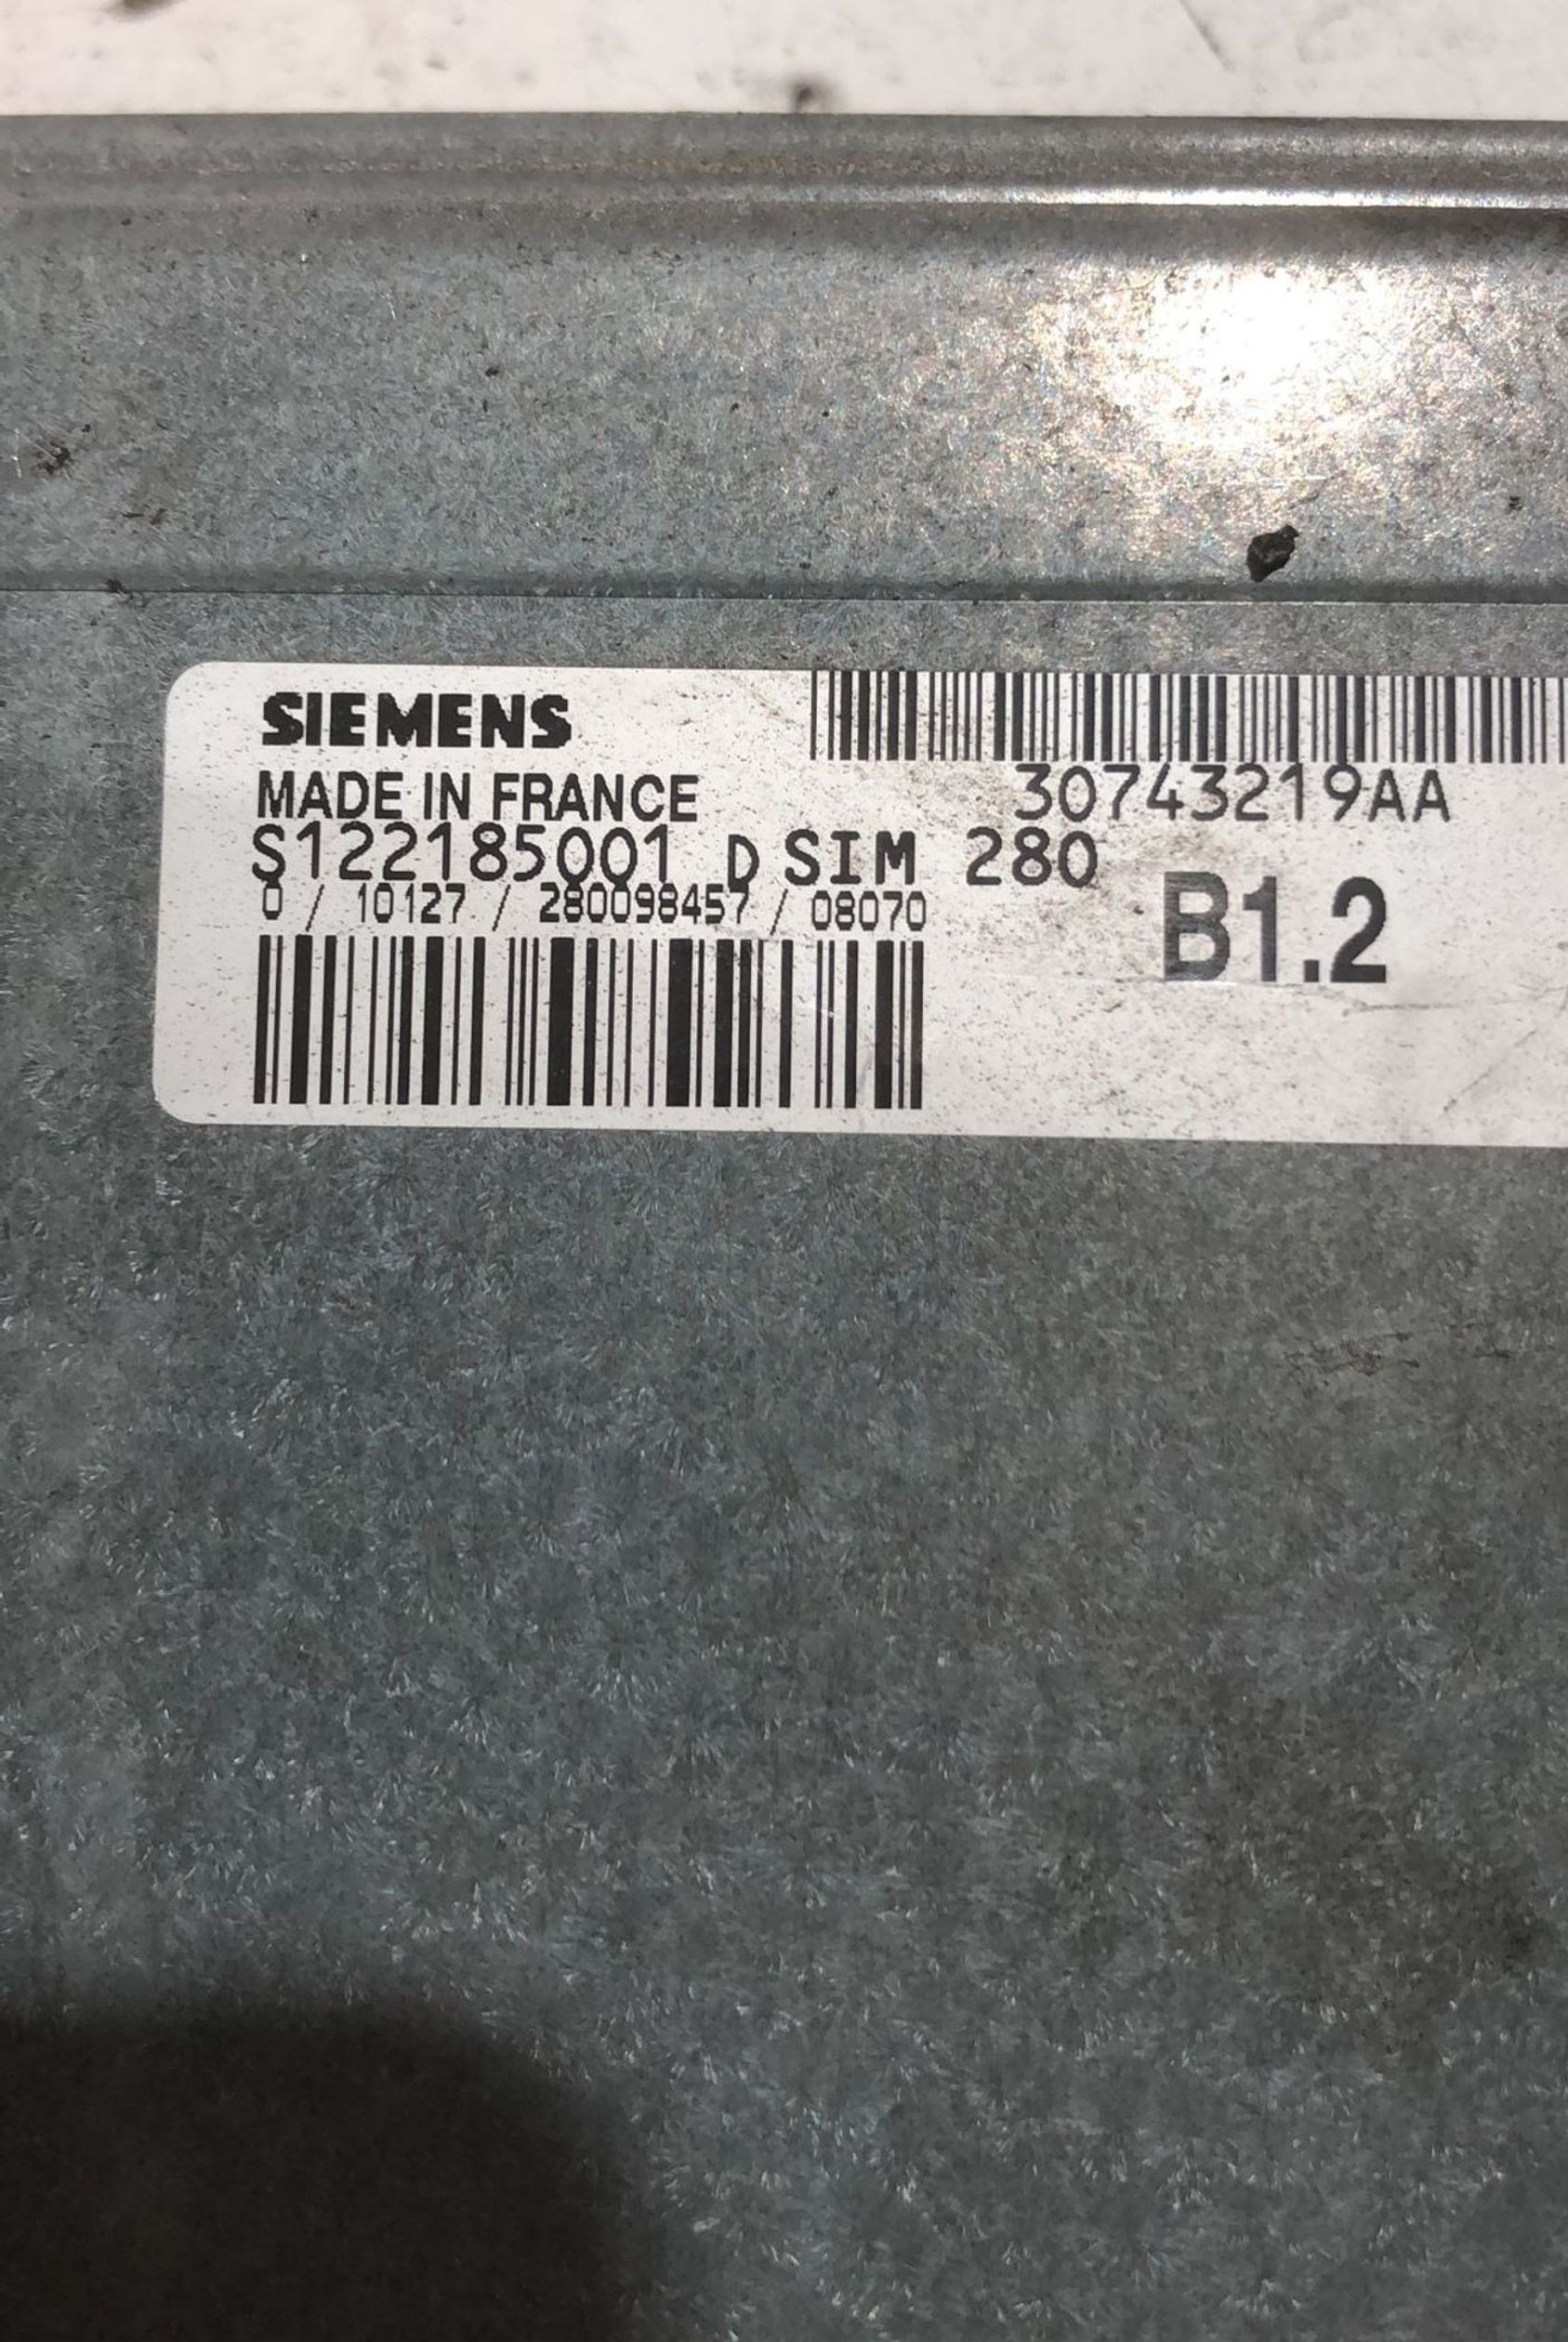 SIEMENS
MADE IN FRANCE
30743219AA
S122185001 D SIM 280
0 / 10127 / 280098457 / 08070
B1.2